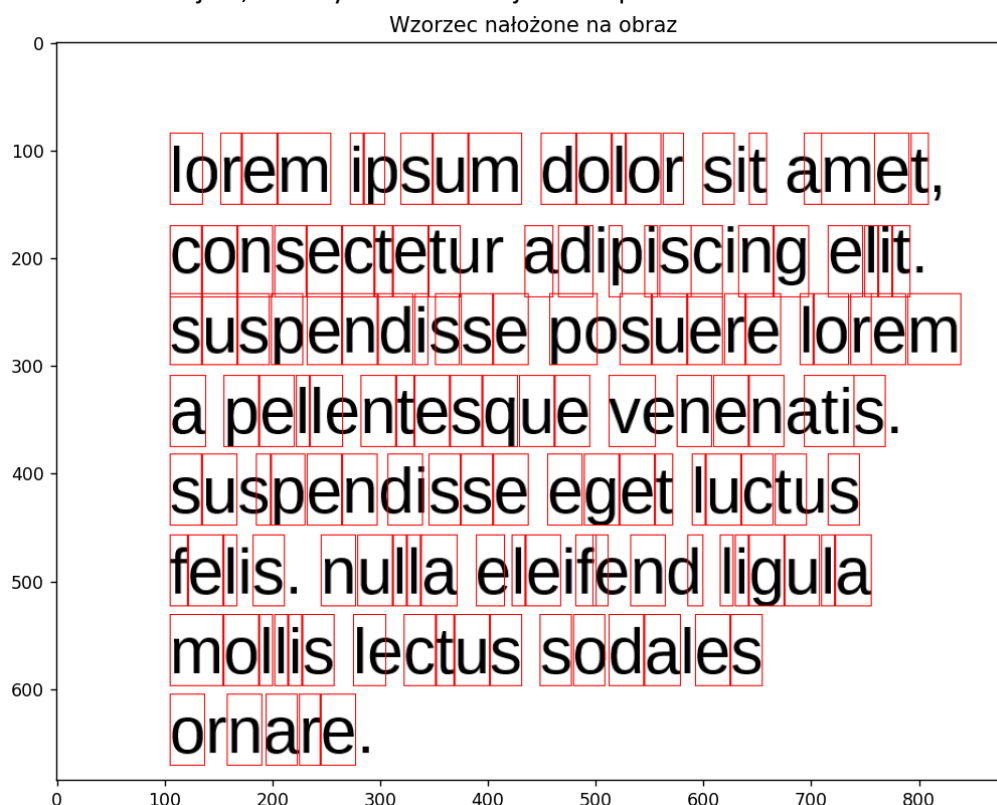 Wzorzec nałożone na obraz
0
100
200
300
400
500
600
lorem ipsum dolor sit amet,
consectetur adipiscing elit.
suspendisse posuere lorem
a pellentesque venenatis.
suspendisse eget luctus
felis. nulla eleifend ligula
mollis lectus sodales
ornare.
0 100 200 300 400 500 600 700 800